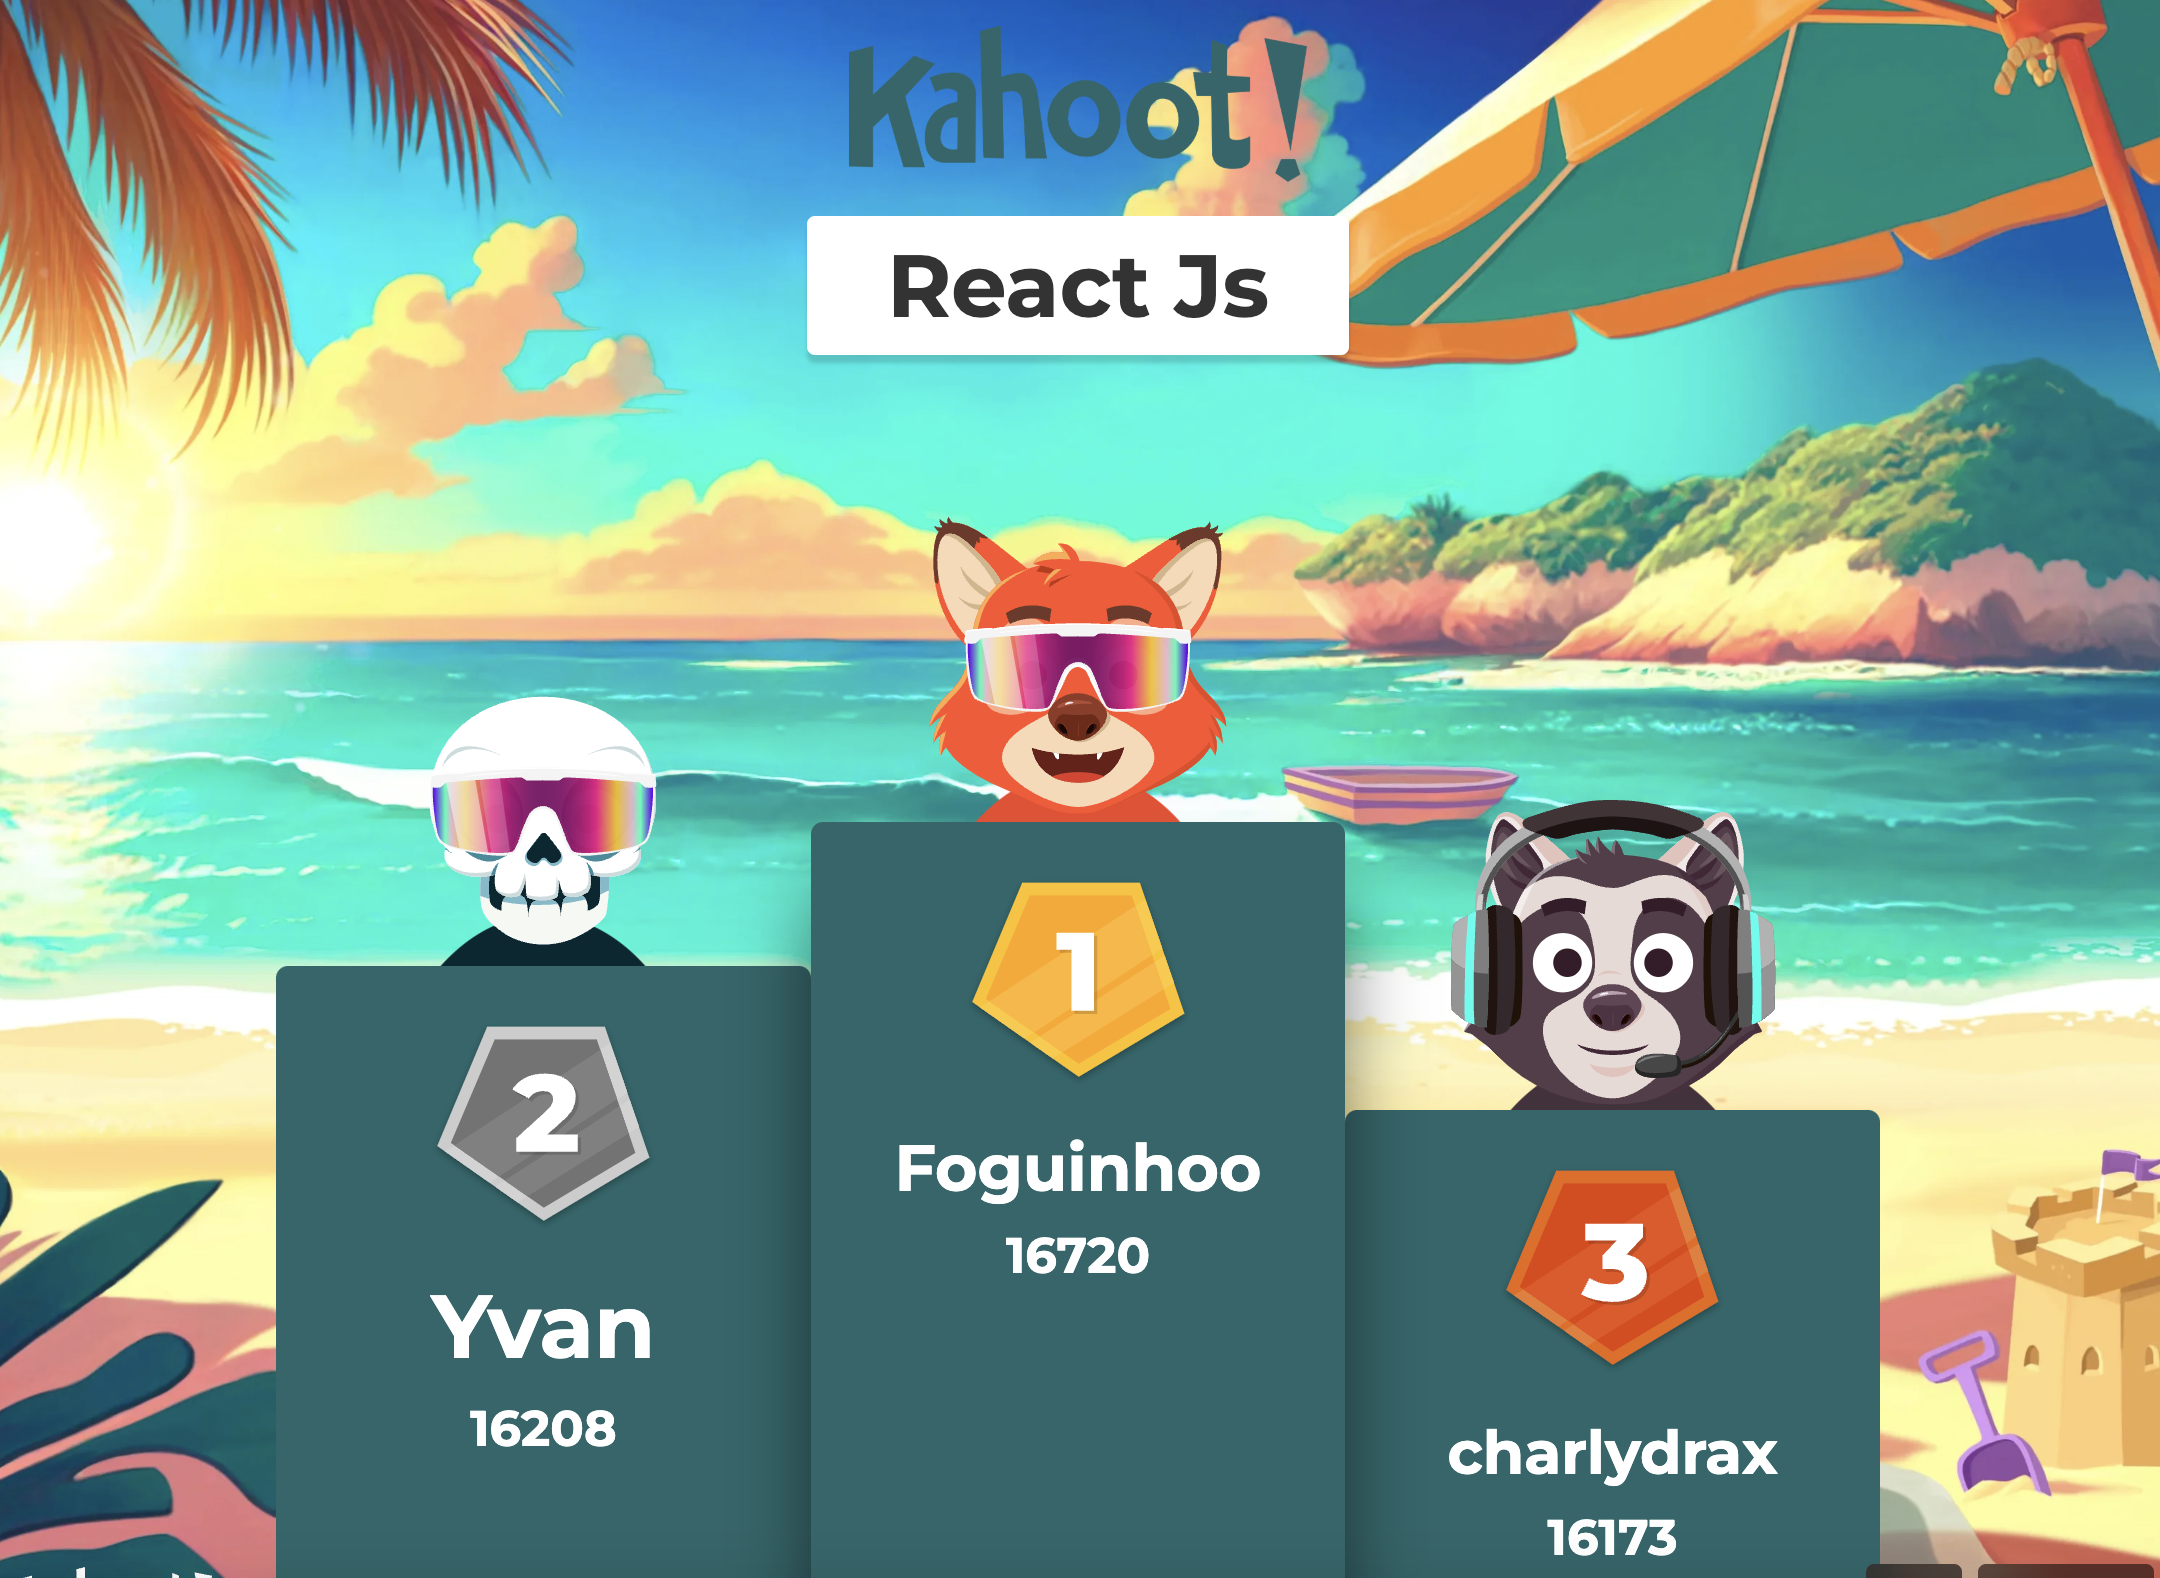 Kahoot!
React Js
1
Foguinhoo
16720
2
Yvan
16208
3
charlydrax
16173